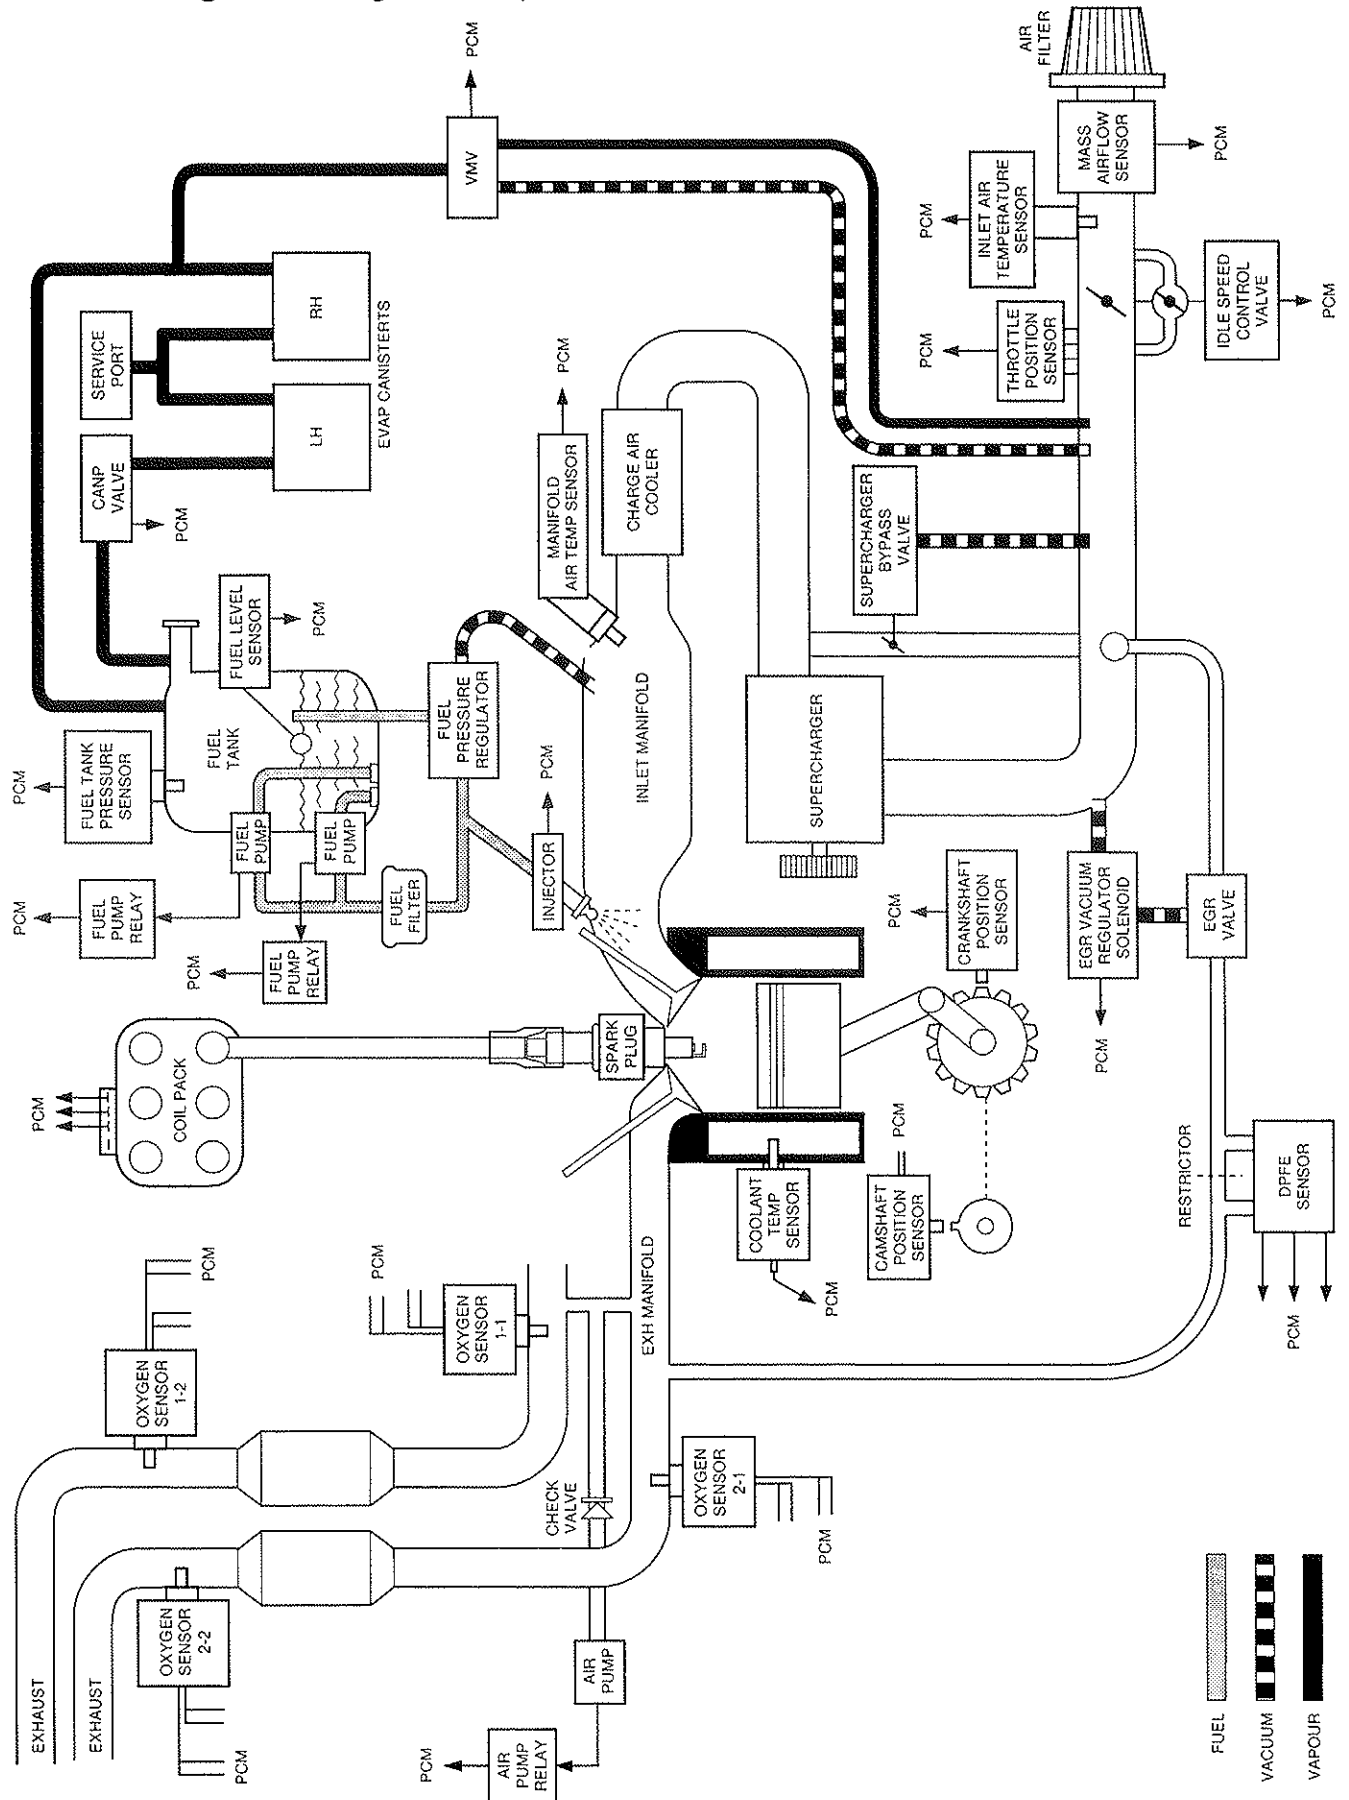 EXHAUST
EXHAUST
OXYGEN
SENSOR
2-2
PCM
OXYGEN
SENSOR
1-2
PCM
PCM
COIL PACK
PCM
FUEL
PUMP
RELAY
PCM
FUEL
PUMP
RELAY
PCM
FUEL TANK
PRESSURE
SENSOR
FUEL
PUMP
FUEL
PUMP
FUEL
TANK
FUEL LEVEL
SENSOR
PCM
CANP
VALVE
PCM
SERVICE
PORT
LH
RH
EVAP CANISTERTS
VMV
PCM
PCM
AIR
PUMP
RELAY
AIR
PUMP
CHECK
VALVE
OXYGEN
SENSOR
1-1
PCM
FUEL
FILTER
FUEL
PRESSURE
REGULATOR
INJECTOR
PCM
SPARK
PLUG
MANIFOLD
AIR TEMP SENSOR
PCM
CHARGE AIR
COOLER
INLET MANIFOLD
EXH MANIFOLD
OXYGEN
SENSOR
2-1
PCM
COOLANT
TEMP
SENSOR
PCM
SUPERCHARGER
SUPERCHARGER
BYPASS
VALVE
CAMSHAFT
POSITION
SENSOR
PCM
PCM
CRANKSHAFT
POSITION
SENSOR
PCM
THROTTLE
POSITION
SENSOR
PCM
INLET AIR
TEMPERATURE
SENSOR
AIR
FILTER
MASS
AIRFLOW
SENSOR
PCM
EGR VACUUM
REGULATOR
SOLENOID
PCM
EGR
VALVE
IDLE SPEED
CONTROL
VALVE
PCM
RESTRICTOR
DPFE
SENSOR
PCM
FUEL
VACUUM
VAPOUR